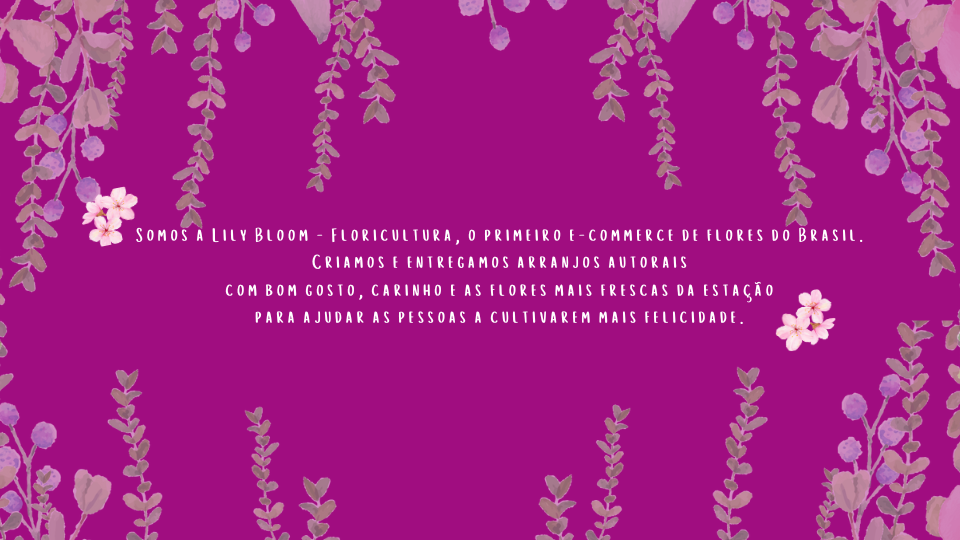 Somos a Lily Bloom - Floricultura, o primeiro e-commerce de flores do Brasil.
Criamos e entregamos arranjos autorais
com bom gosto, carinho e as flores mais frescas da estação
para ajudar as pessoas a cultivarem mais felicidade.